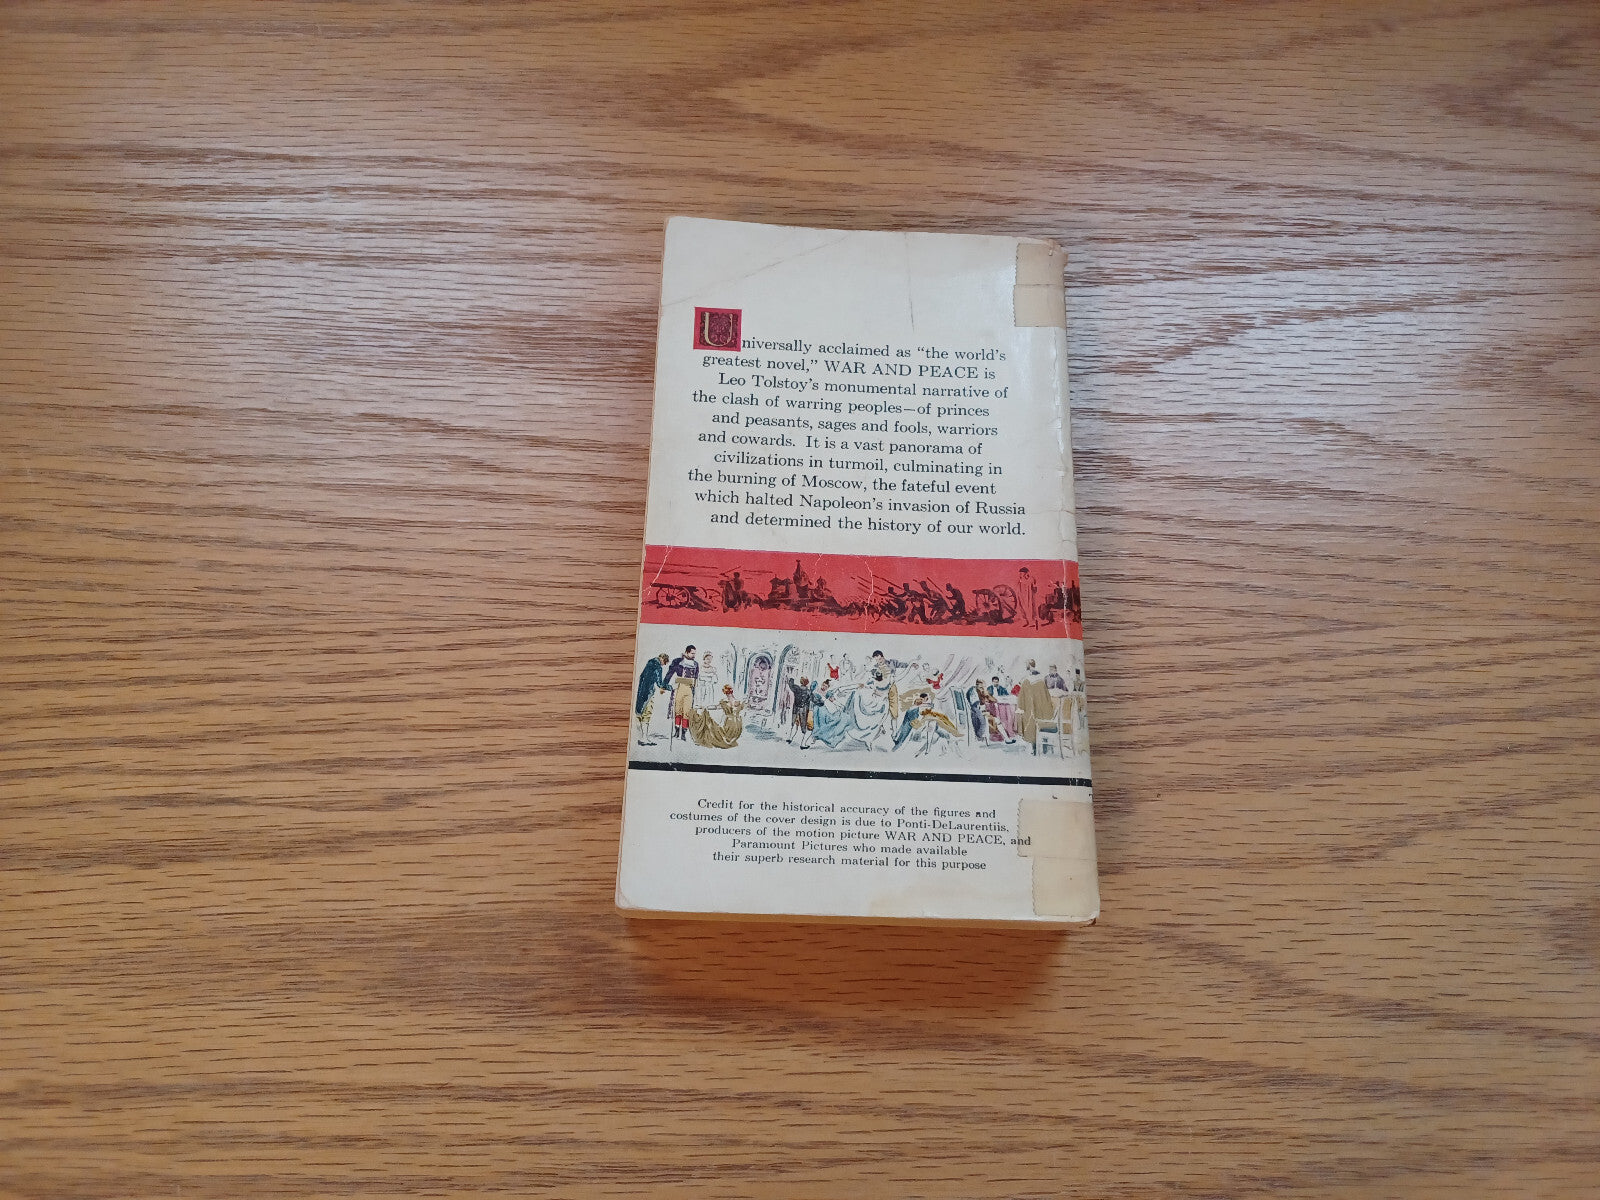 Universally acclaimed as “the world's
greatest novel,” WAR AND PEACE is
Leo Tolstoy's monumental narrative of
the clash of warring peoples—of princes
and peasants, sages and fools, warriors
and cowards. It is a vast panorama of
civilizations in turmoil, culminating in
the burning of Moscow, the fateful event
which halted Napoleon's invasion of Russia
and determined the history of our world.
Credit for the historical accuracy of the figures and
costumes of the cover design is due to Ponti-DeLaurentiis,
producers of the motion picture WAR AND PEACE, and
Paramount Pictures who made available
their superb research material for this purpose